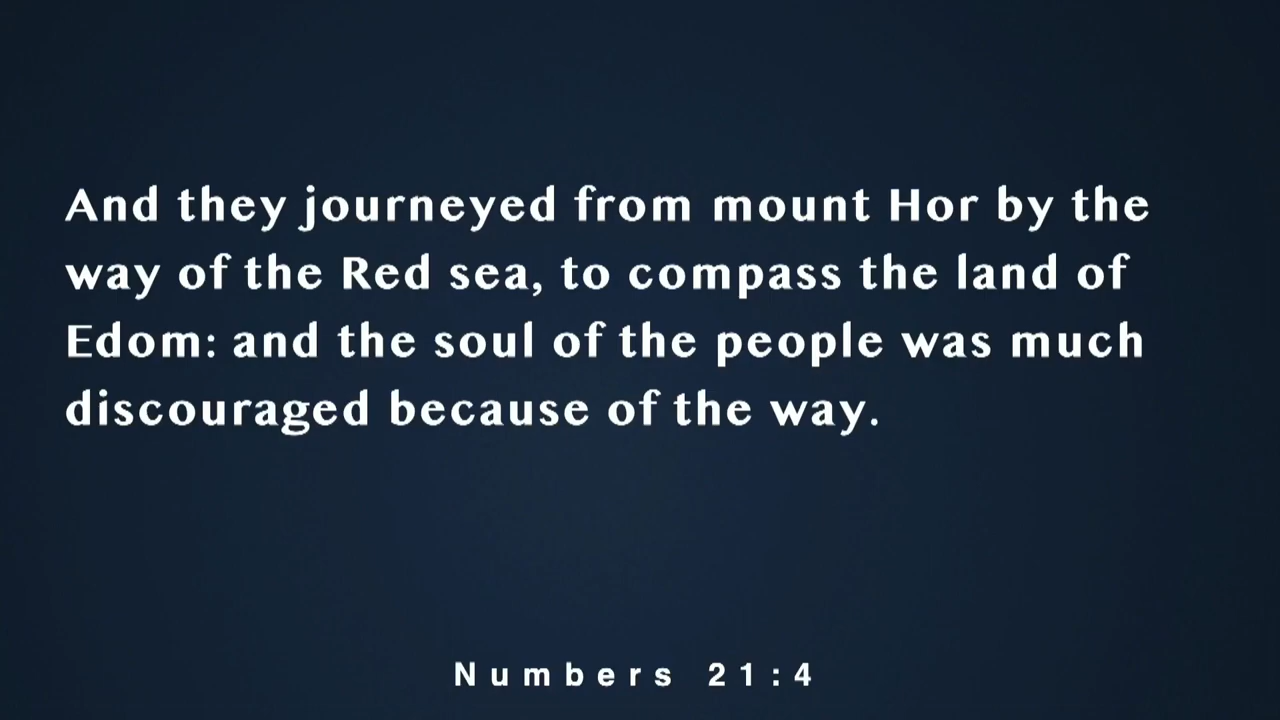 And they journeyed from mount Hor by the
way of the Red sea, to compass the land of
Edom: and the soul of the people was much
discouraged because of the way.
Numbers 21:4